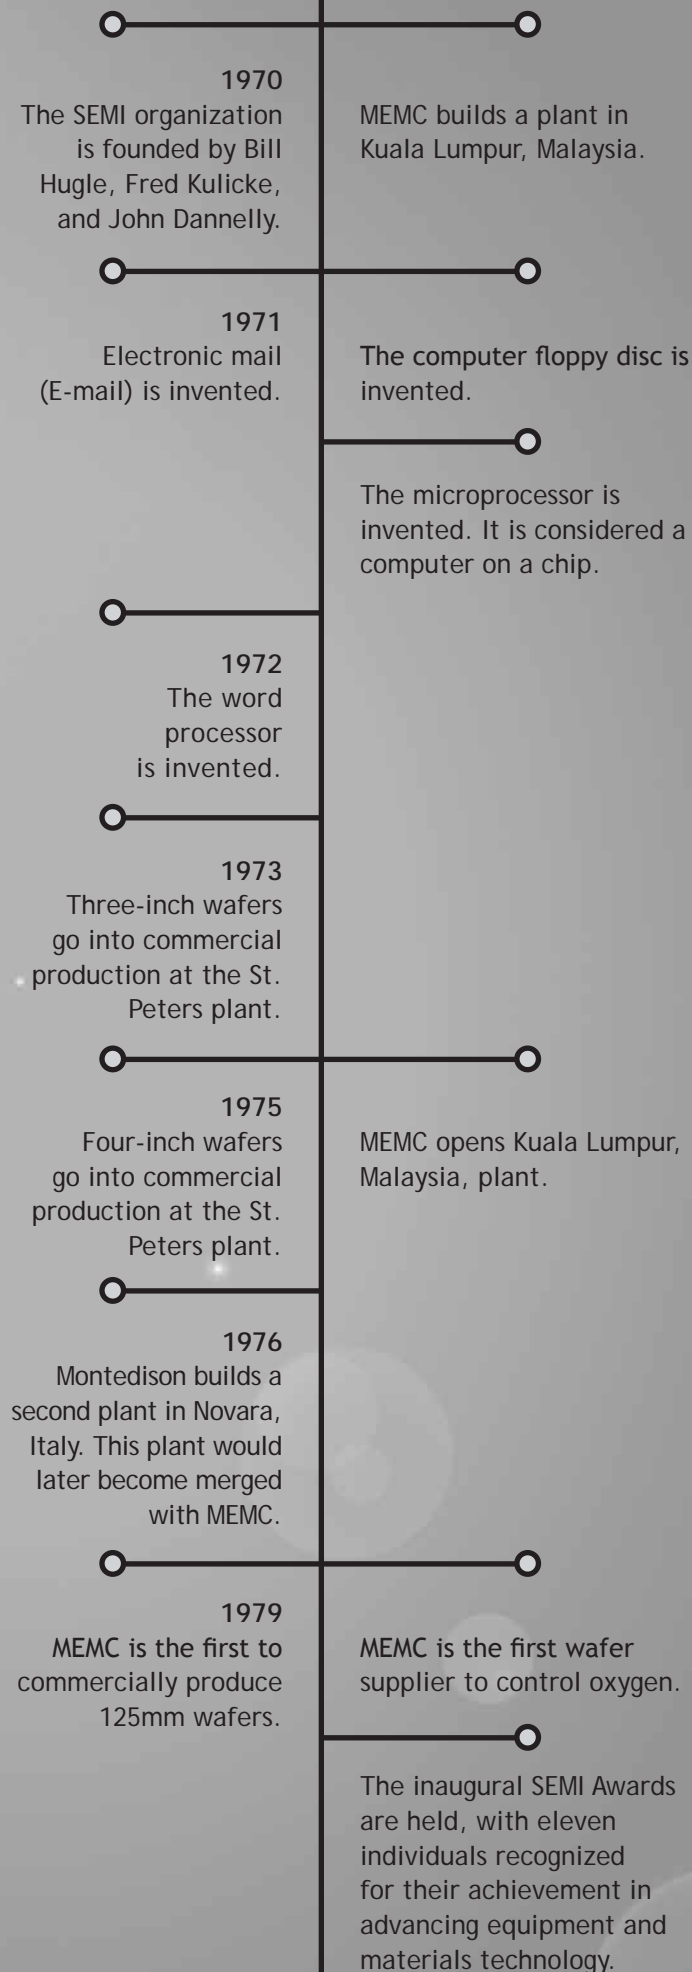 1970
The SEMI organization
is founded by Bill
Hugle, Fred Kulicke,
and John Dannelly.
MEMC builds a plant in
Kuala Lumpur, Malaysia.
1971
Electronic mail
(E-mail) is invented.
The computer floppy disc is
invented.
The microprocessor is
invented. It is considered a
computer on a chip.
1972
The word
processor
is invented.
1973
Three-inch wafers
go into commercial
production at the St.
Peters plant.
1975
Four-inch wafers
go into commercial
production at the St.
Peters plant.
MEMC opens Kuala Lumpur,
Malaysia, plant.
1976
Montedison builds a
second plant in Novara,
Italy. This plant would
later become merged
with MEMC.
1979
MEMC is the first to
commercially produce
125mm wafers.
MEMC is the first wafer
supplier to control oxygen.
The inaugural SEMI Awards
are held, with eleven
individuals recognized
for their achievement in
advancing equipment and
materials technology.